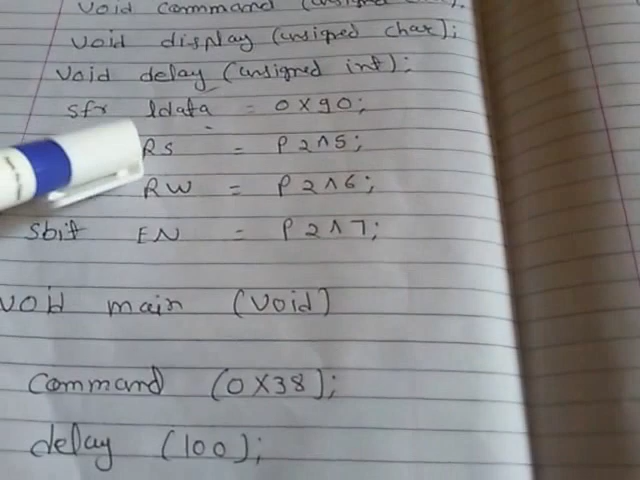 void command (unsigned char);
void display (unsigned char);
void delay (unsigned int);
sfr ldata = 0x90;
RS = P2^5;
RW = P2^6;
sbit EN = P2^7;
void main (void)
command (0x38);
delay (100);